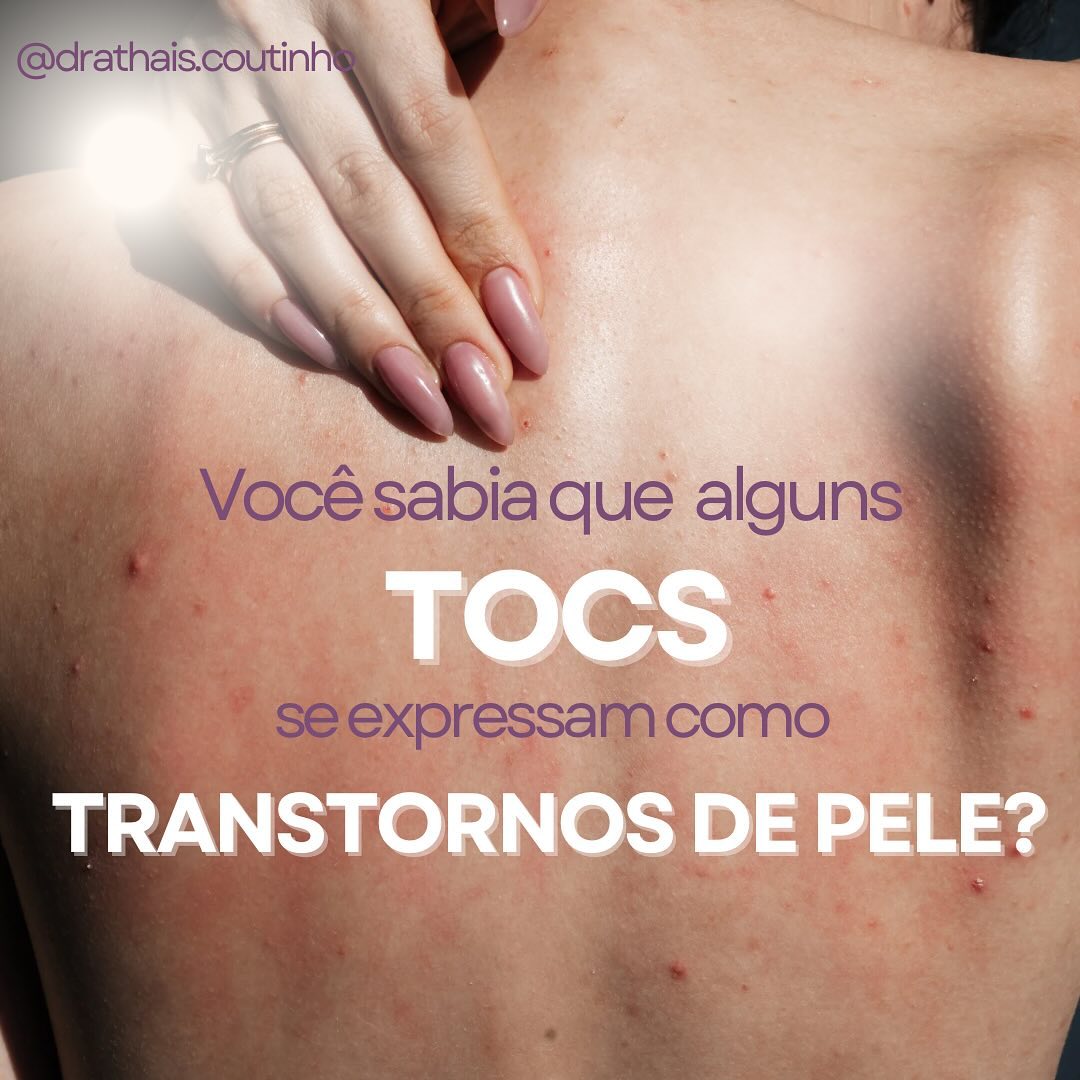 @drathais.coutinho
Você sabia que alguns
TOCS
se expressam como
TRANSTORNOS DE PELE?